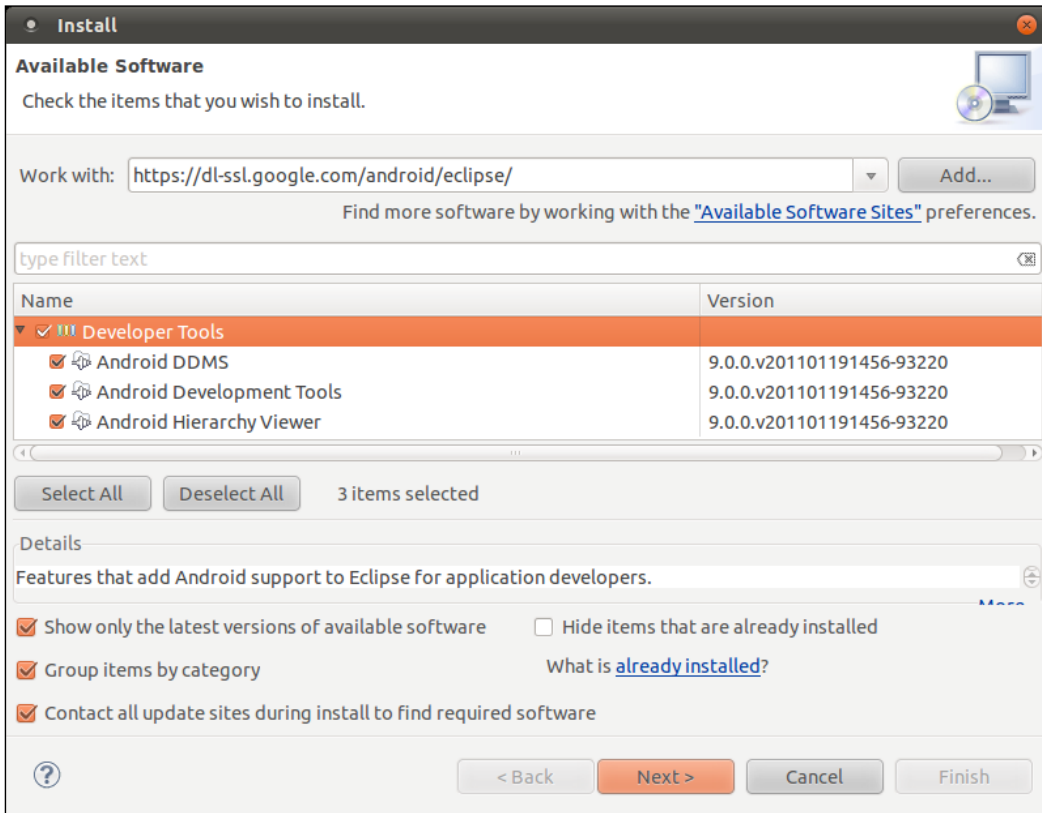 Install
Available Software
Check the items that you wish to install.
Work with: https://dl-ssl.google.com/android/eclipse/ Add...
Find more software by working with the "Available Software Sites" preferences.
type filter text
Name Version
Developer Tools
Android DDMS 9.0.0.v201101191456-93220
Android Development Tools 9.0.0.v201101191456-93220
Android Hierarchy Viewer 9.0.0.v201101191456-93220
Select All Deselect All 3 items selected
Details
Features that add Android support to Eclipse for application developers.
More...
Show only the latest versions of available software Hide items that are already installed
Group items by category What is already installed?
Contact all update sites during install to find required software
? < Back Next > Cancel Finish